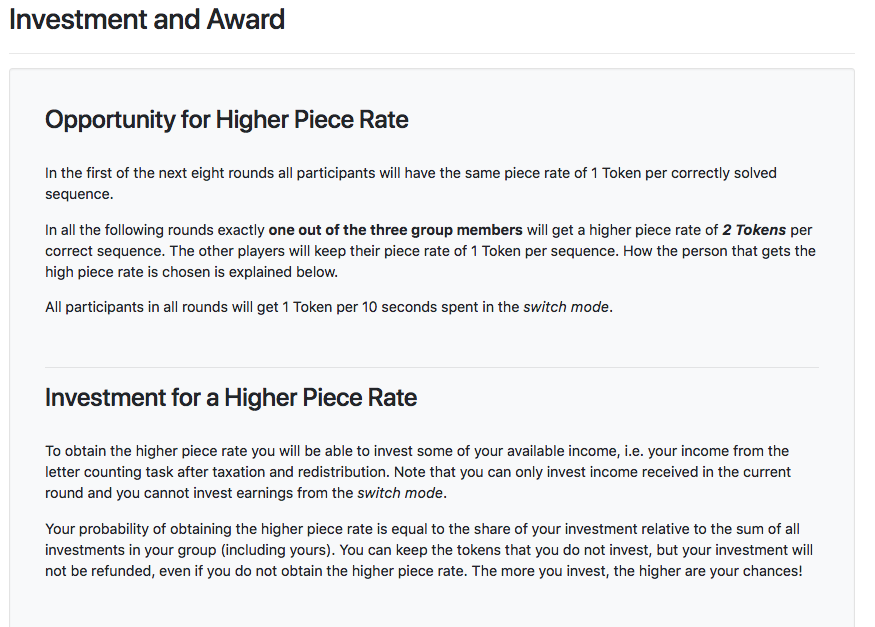 Investment and Award
Opportunity for Higher Piece Rate
In the first of the next eight rounds all participants will have the same piece rate of 1 Token per correctly solved
sequence.
In all the following rounds exactly one out of the three group members will get a higher piece rate of 2 Tokens per
correct sequence. The other players will keep their piece rate of 1 Token per sequence. How the person that gets the
high piece rate is chosen is explained below.
All participants in all rounds will get 1 Token per 10 seconds spent in the switch mode.
Investment for a Higher Piece Rate
To obtain the higher piece rate you will be able to invest some of your available income, i.e. your income from the
letter counting task after taxation and redistribution. Note that you can only invest income received in the current
round and you cannot invest earnings from the switch mode.
Your probability of obtaining the higher piece rate is equal to the share of your investment relative to the sum of all
investments in your group (including yours). You can keep the tokens that you do not invest, but your investment will
not be refunded, even if you do not obtain the higher piece rate. The more you invest, the higher are your chances!